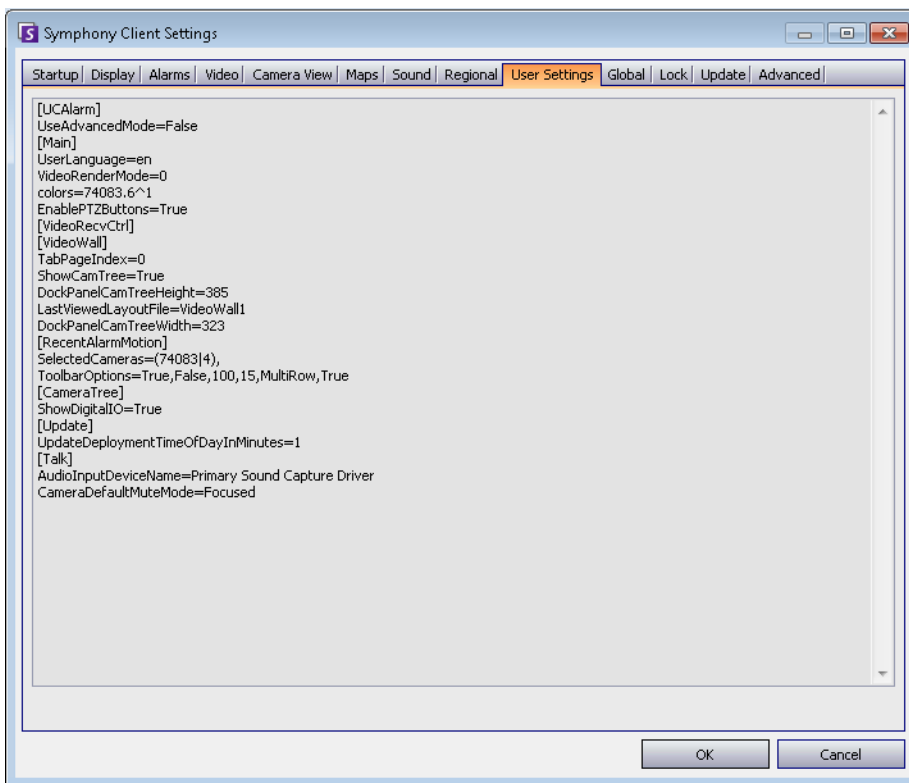 Symphony Client Settings
Startup Display Alarms Video Camera View Maps Sound Regional User Settings Global Lock Update Advanced
[UCAlarm]
UseAdvancedMode=False
[Main]
UserLanguage=en
VideoRenderMode=0
colors=74083.6^1
EnablePTZButtons=True
[VideoRecvCtrl]
[VideoWall]
TabPageIndex=0
ShowCamTree=True
DockPanelCamTreeHeight=385
LastViewedLayoutFile=VideoWall1
DockPanelCamTreeWidth=323
[RecentAlarmMotion]
SelectedCameras=(74083|4),
ToolbarOptions=True,False,100,15,MultiRow,True
[CameraTree]
ShowDigitalIO=True
[Update]
UpdateDeploymentTimeOfDayInMinutes=1
[Talk]
AudioInputDeviceName=Primary Sound Capture Driver
CameraDefaultMuteMode=Focused
OK Cancel